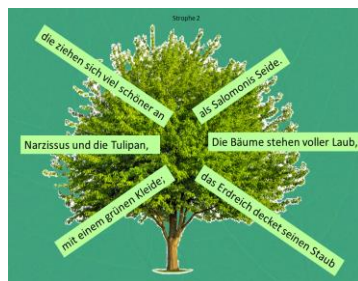 Strophe 2
die ziehen sich viel schöner an
als Salomonis Seide.
Narzissus und die Tulipan,
Die Bäume stehen voller Laub,
mit einem grünen Kleide;
das Erdreich decket seinen Staub